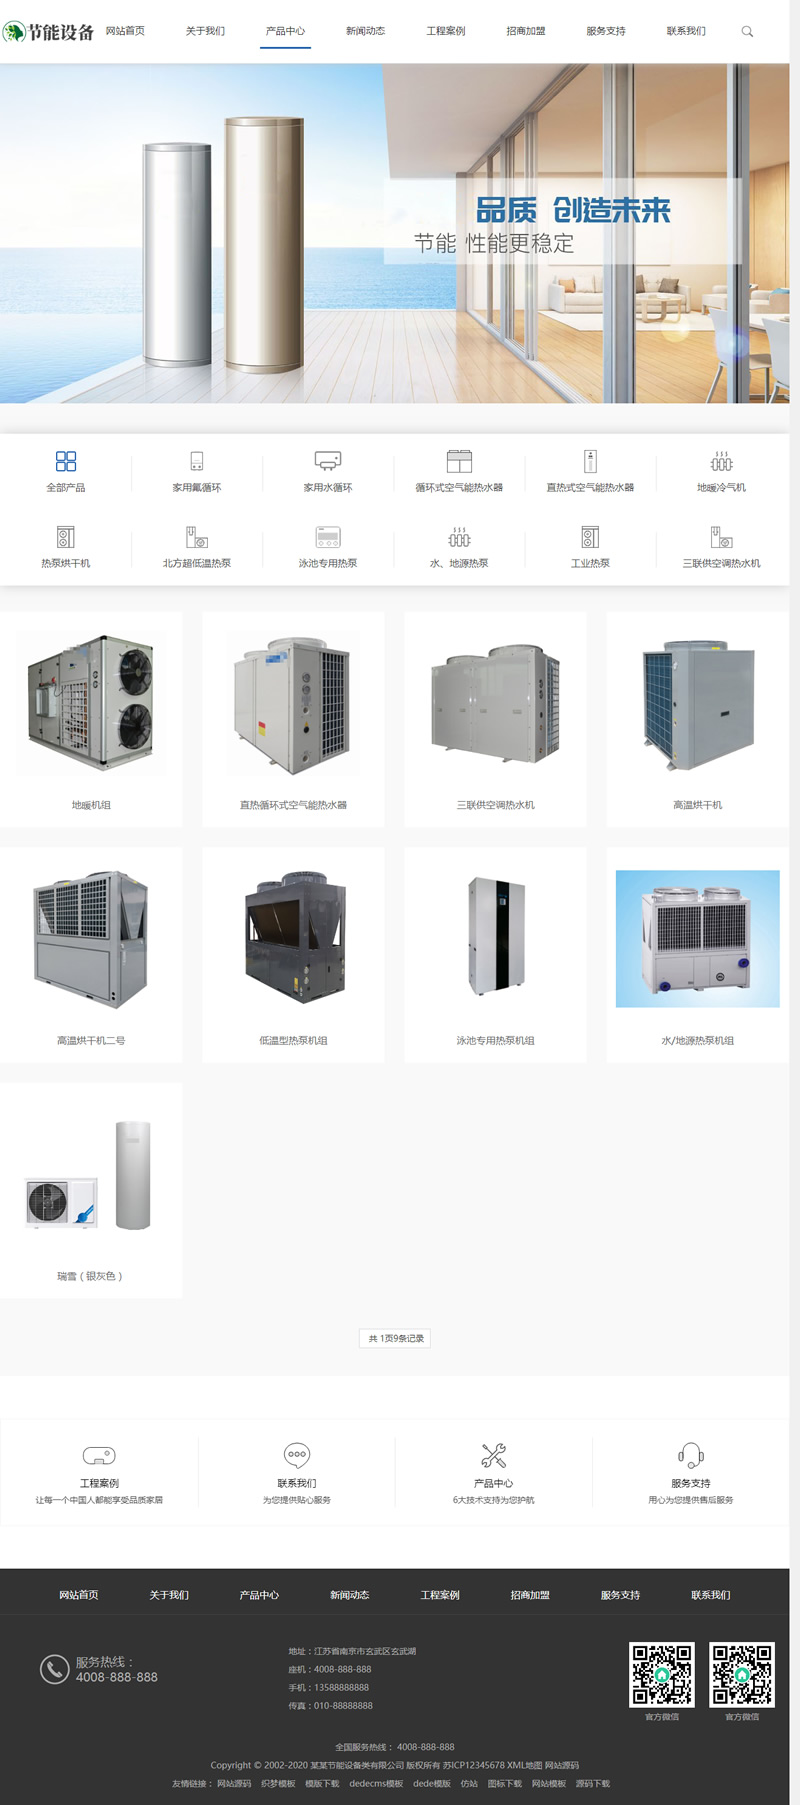 节能设备 网站首页 关于我们 产品中心 新闻动态 工程案例 招商加盟 服务支持 联系我们
品质 创造未来
节能 性能更稳定
全部产品 家用氟循环 家用水循环 循环式空气能热水器 直热式空气能热水器 地暖冷气机
热泵烘干机 北方超低温热泵 泳池专用热泵 水、地源热泵 工业热泵 三联供空调热水机
地暖机组 直热循环式空气能热水器 三联供空调热水机 高温烘干机
高温烘干机二号 低温型热泵机组 泳池专用热泵机组 水/地源热泵机组
瑞雪（银灰色）
共 1页9条记录
工程案例 联系我们 产品中心 服务支持
让每一个中国人都能享受品质家居 为您提供贴心服务 6大技术支持为您护航 用心为您提供售后服务
网站首页 关于我们 产品中心 新闻动态 工程案例 招商加盟 服务支持 联系我们
服务热线：
4008-888-888
地址：江苏省南京市玄武区玄武湖
座机：4008-888-888
手机：13588888888
传真：010-88888888
官方微信 官方微信
全国服务热线： 4008-888-888
Copyright © 2002-2020 某某节能设备类有限公司 版权所有 苏ICP12345678 XML地图 网站源码
友情链接： 网站源码 织梦模板 模版下载 dedecms模板 dede模版 仿站 图标下载 网站模板 源码下载